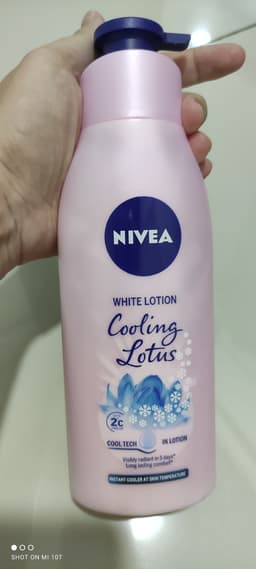 NIVEA
WHITE LOTION
Cooling
Lotus
2c
COOL TECH IN LOTION
Visibly radiant in 5 days*
Long lasting comfort*
INSTANT COOLER AT SKIN TEMPERATURE
SHOT ON MI 10T